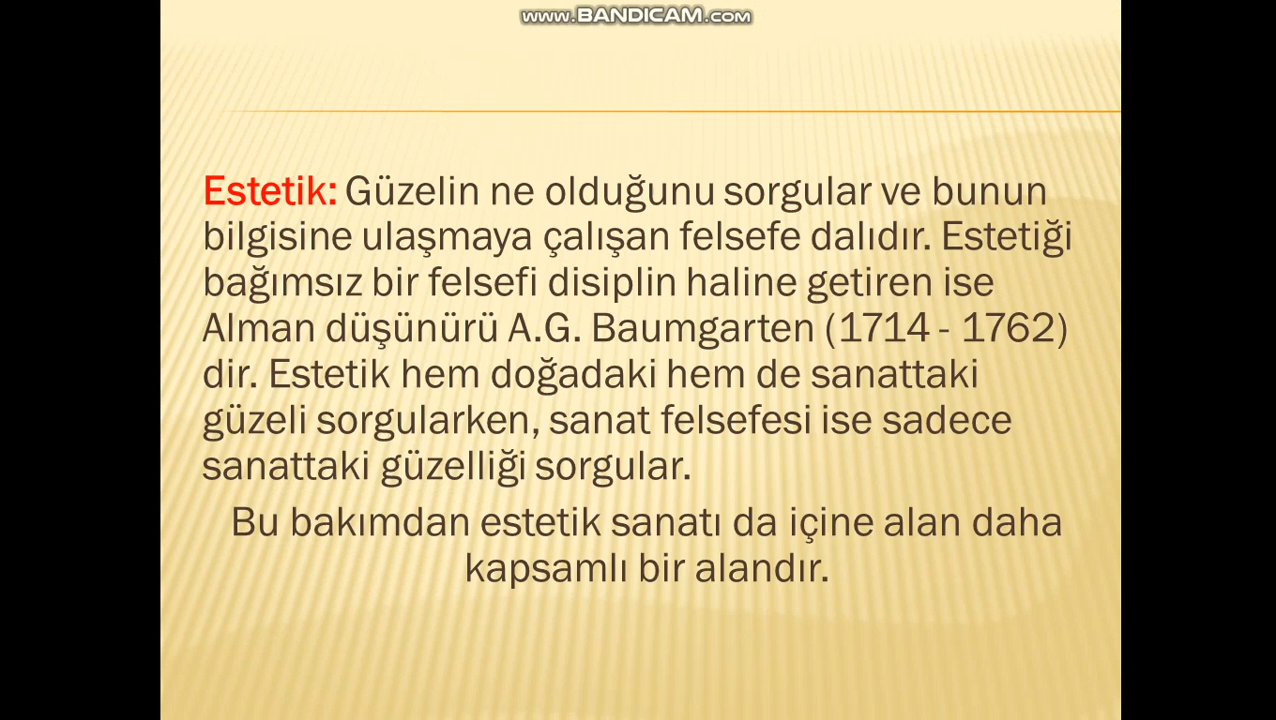 www.BANDICAM.com
Estetik: Güzelin ne olduğunu sorgular ve bunun
bilgisine ulaşmaya çalışan felsefe dalıdır. Estetiği
bağımsız bir felsefi disiplin haline getiren ise
Alman düşünürü A.G. Baumgarten (1714 - 1762)
dir. Estetik hem doğadaki hem de sanattaki
güzeli sorgularken, sanat felsefesi ise sadece
sanattaki güzelliği sorgular.
Bu bakımdan estetik sanatı da içine alan daha
kapsamlı bir alandır.